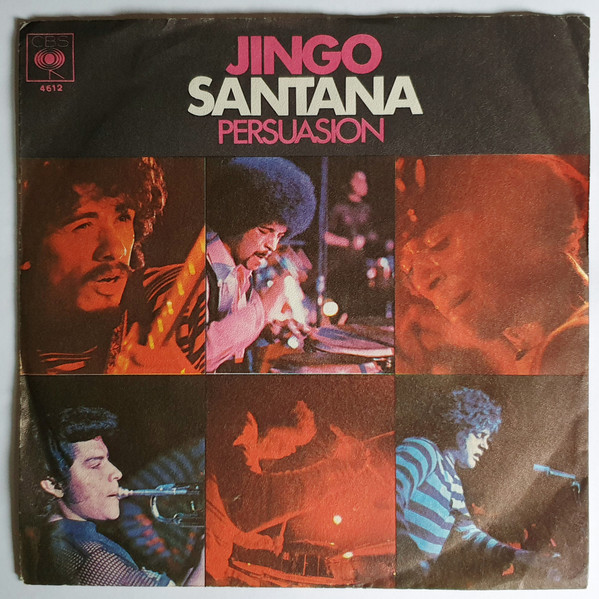 CBS
4612
JINGO
SANTANA
PERSUASION